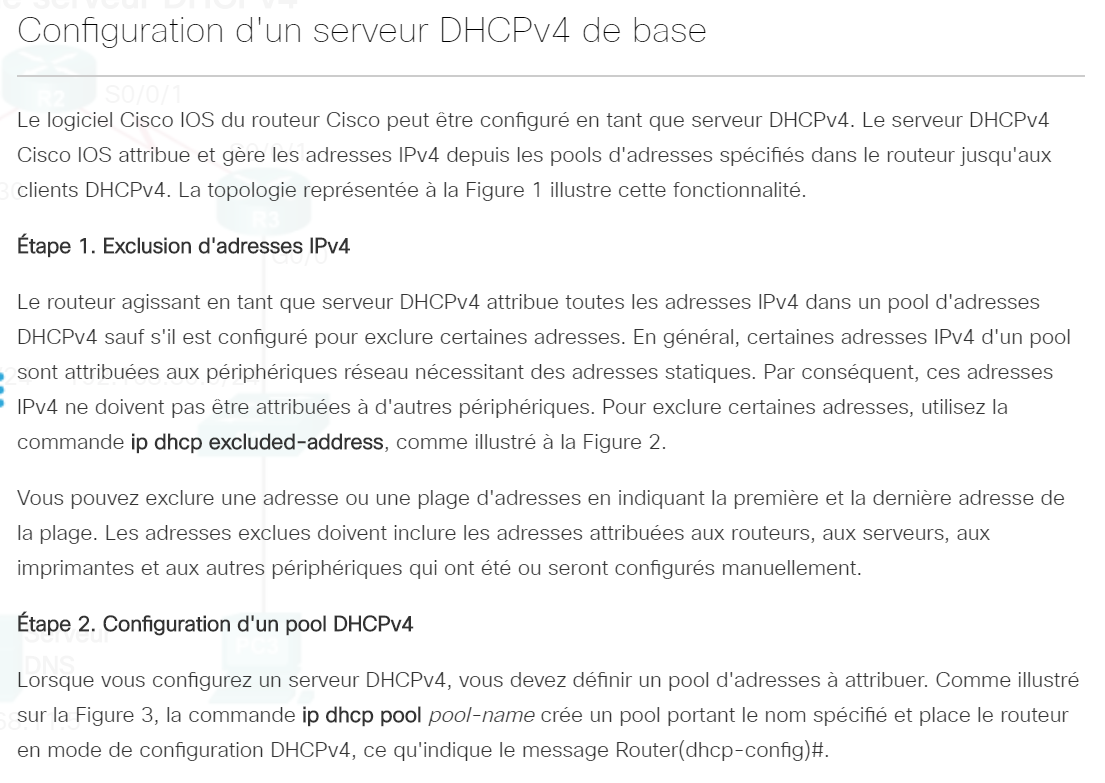 Configuration d'un serveur DHCPv4 de base
R2
S0/0/1
Le logiciel Cisco IOS du routeur Cisco peut être configuré en tant que serveur DHCPv4. Le serveur DHCPv4
Cisco IOS attribue et gère les adresses IPv4 depuis les pools d'adresses spécifiés dans le routeur jusqu'aux
clients DHCPv4. La topologie représentée à la Figure 1 illustre cette fonctionnalité.
R3
Étape 1. Exclusion d'adresses IPv4
G0/0
Le routeur agissant en tant que serveur DHCPv4 attribue toutes les adresses IPv4 dans un pool d'adresses
DHCPv4 sauf s'il est configuré pour exclure certaines adresses. En général, certaines adresses IPv4 d'un pool
sont attribuées aux périphériques réseau nécessitant des adresses statiques. Par conséquent, ces adresses
IPv4 ne doivent pas être attribuées à d'autres périphériques. Pour exclure certaines adresses, utilisez la
commande ip dhcp excluded-address, comme illustré à la Figure 2.
Vous pouvez exclure une adresse ou une plage d'adresses en indiquant la première et la dernière adresse de
la plage. Les adresses exclues doivent inclure les adresses attribuées aux routeurs, aux serveurs, aux
imprimantes et aux autres périphériques qui ont été ou seront configurés manuellement.
Étape 2. Configuration d'un pool DHCPv4
Serveur
PC3
DNS
Lorsque vous configurez un serveur DHCPv4, vous devez définir un pool d'adresses à attribuer. Comme illustré
sur la Figure 3, la commande ip dhcp pool pool-name crée un pool portant le nom spécifié et place le routeur
en mode de configuration DHCPv4, ce qu'indique le message Router(dhcp-config)#.